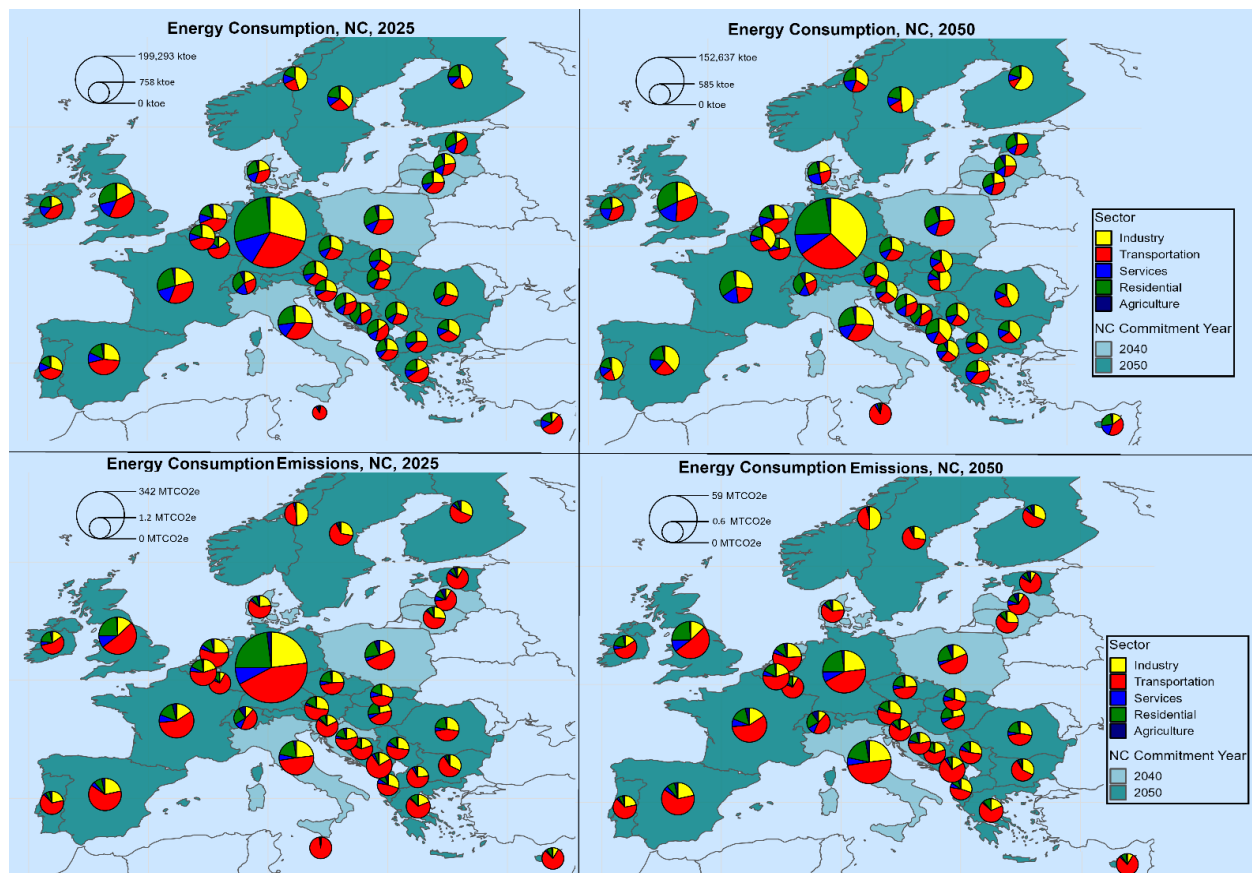 Energy Consumption, NC, 2025
199,293 ktoe
758 ktoe
0 ktoe
Energy Consumption, NC, 2050
152,637 ktoe
585 ktoe
0 ktoe
Sector
Industry
Transportation
Services
Residential
Agriculture
NC Commitment Year
2040
2050
Energy Consumption Emissions, NC, 2025
342 MTCO2e
1.2 MTCO2e
0 MTCO2e
Energy Consumption Emissions, NC, 2050
59 MTCO2e
0.6 MTCO2e
0 MTCO2e
Sector
Industry
Transportation
Services
Residential
Agriculture
NC Commitment Year
2040
2050